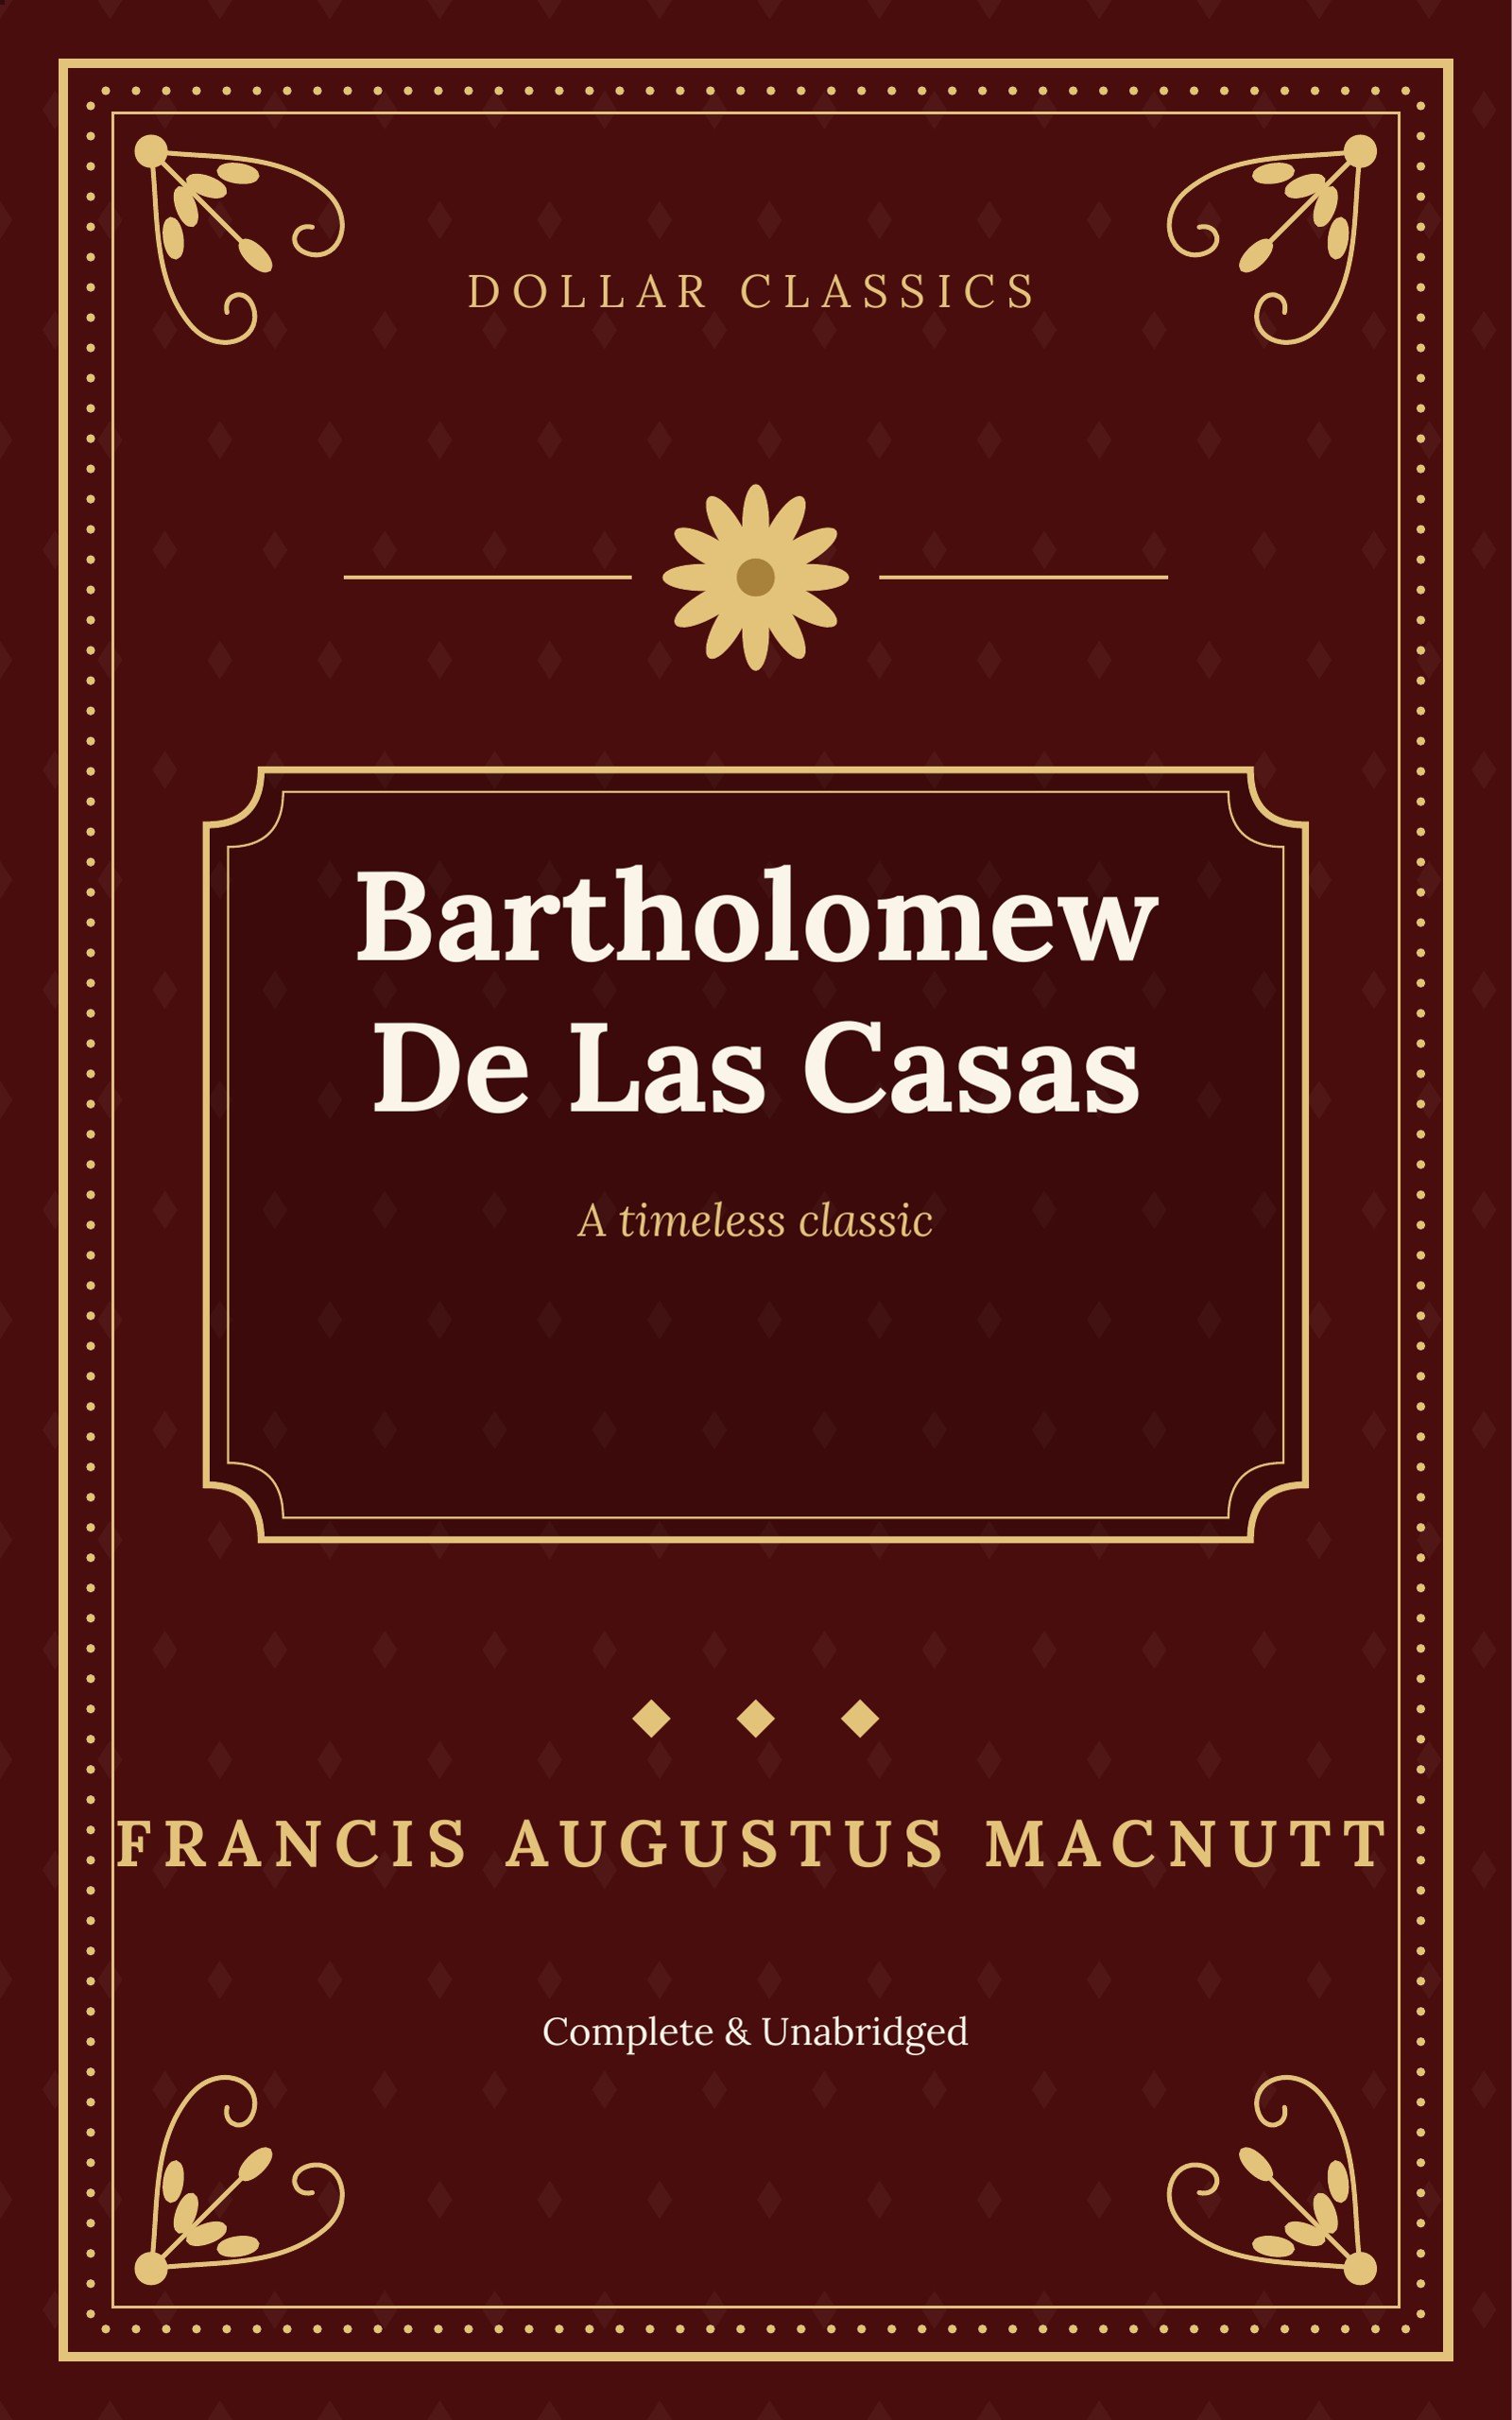 DOLLAR CLASSICS
Bartholomew
De Las Casas
A timeless classic
FRANCIS AUGUSTUS MACNUTT
Complete & Unabridged